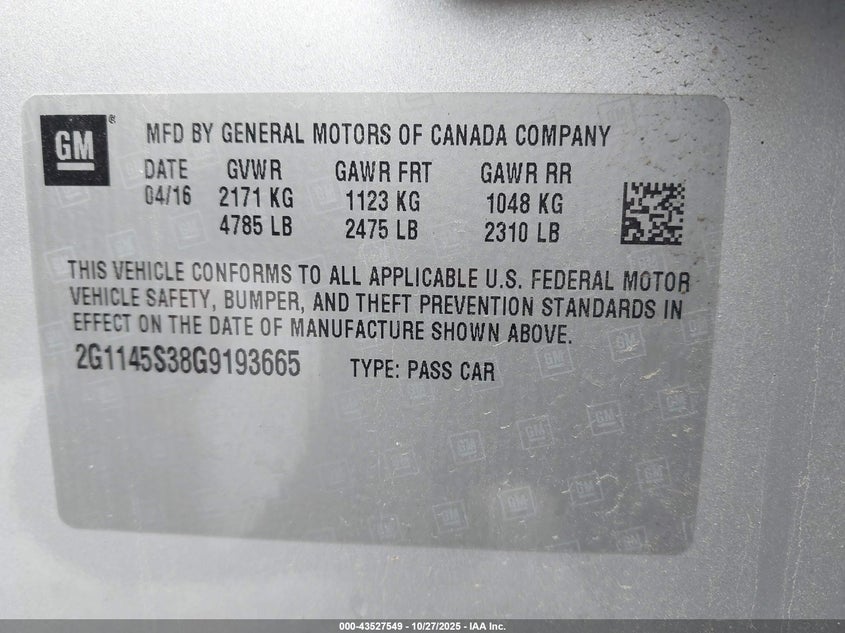 GM ® MFD BY GENERAL MOTORS OF CANADA COMPANY
DATE GVWR GAWR FRT GAWR RR
04/16 2171 KG 1123 KG 1048 KG
4785 LB 2475 LB 2310 LB
THIS VEHICLE CONFORMS TO ALL APPLICABLE U.S. FEDERAL MOTOR
VEHICLE SAFETY, BUMPER, AND THEFT PREVENTION STANDARDS IN
EFFECT ON THE DATE OF MANUFACTURE SHOWN ABOVE.
2G1145S38G9193665 TYPE: PASS CAR
000-43527549 - 10/27/2025 - IAA Inc.